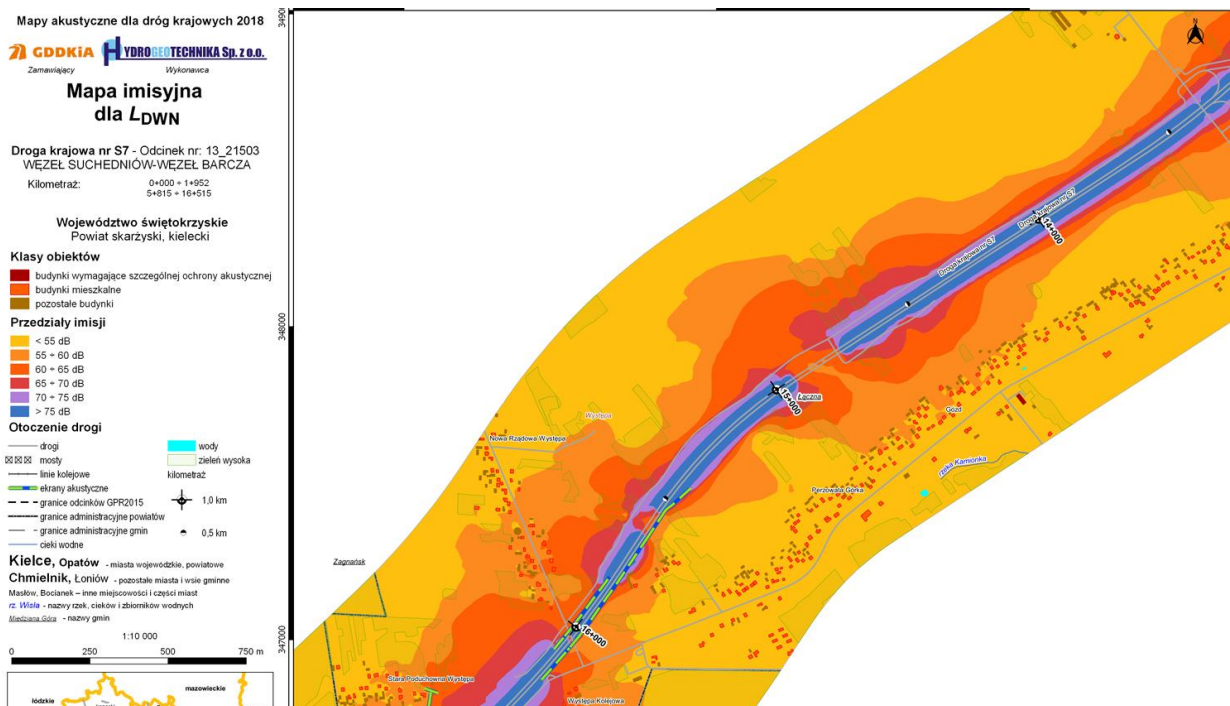 Mapy akustyczne dla dróg krajowych 2018
GDDKiA HYDROGEOTECHNIKA Sp. z o.o.
Zamawiający Wykonawca
Mapa imisyjna
dla LDWN
Droga krajowa nr S7 - Odcinek nr: 13_21503
WĘZEŁ SUCHEDNIÓW-WĘZEŁ BARCZA
Kilometraż: 0+000 ÷ 1+952
5+815 ÷ 16+515
Województwo świętokrzyskie
Powiat skarżyski, kielecki
Klasy obiektów
budynki wymagające szczególnej ochrony akustycznej
budynki mieszkalne
pozostałe budynki
Przedziały imisji
< 55 dB
55 ÷ 60 dB
60 ÷ 65 dB
65 ÷ 70 dB
70 ÷ 75 dB
> 75 dB
Otoczenie drogi
drogi wody
mosty zieleń wysoka
linie kolejowe kilometraż
ekrany akustyczne
granice odcinków GPR2015 1,0 km
granice administracyjne powiatów
granice administracyjne gmin 0,5 km
cieki wodne
Kielce, Opatów - miasta wojewódzkie, powiatowe
Chmielnik, Łoniów - pozostałe miasta i wsie gminne
Masłów, Bocianek – inne miejscowości i części miast
rz. Wisła - nazwy rzek, cieków i zbiorników wodnych
Miedziana Góra - nazwy gmin
1:10 000
0 250 500 750 m
mazowieckie
łódzkie
N
348000
347000
Droga krajowa nr S7
Droga krajowa nr S7
14+000
15+000
Łączna
Występa
Nowa Rządowa Występa
Gózd
rzeka Kamionka
Perzowa Górka
Zagnańsk
16+000
Stara Poduchowna Występa
Występa Kolejowa